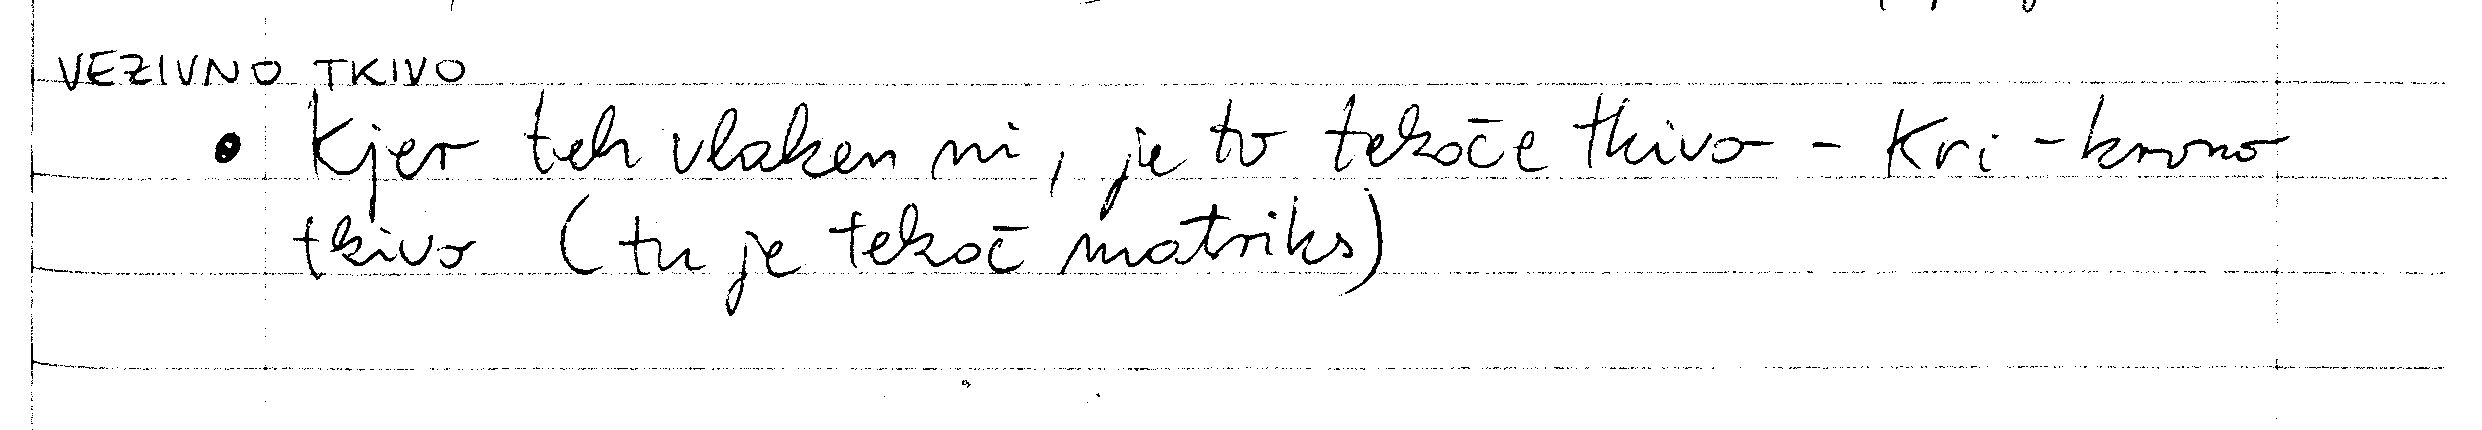 VEZIVNO TKIVO
• Kjer teh vlaken ni, je to tekoče tkivo - Kri - krvno
tkivo (tu je tekoč matriks)